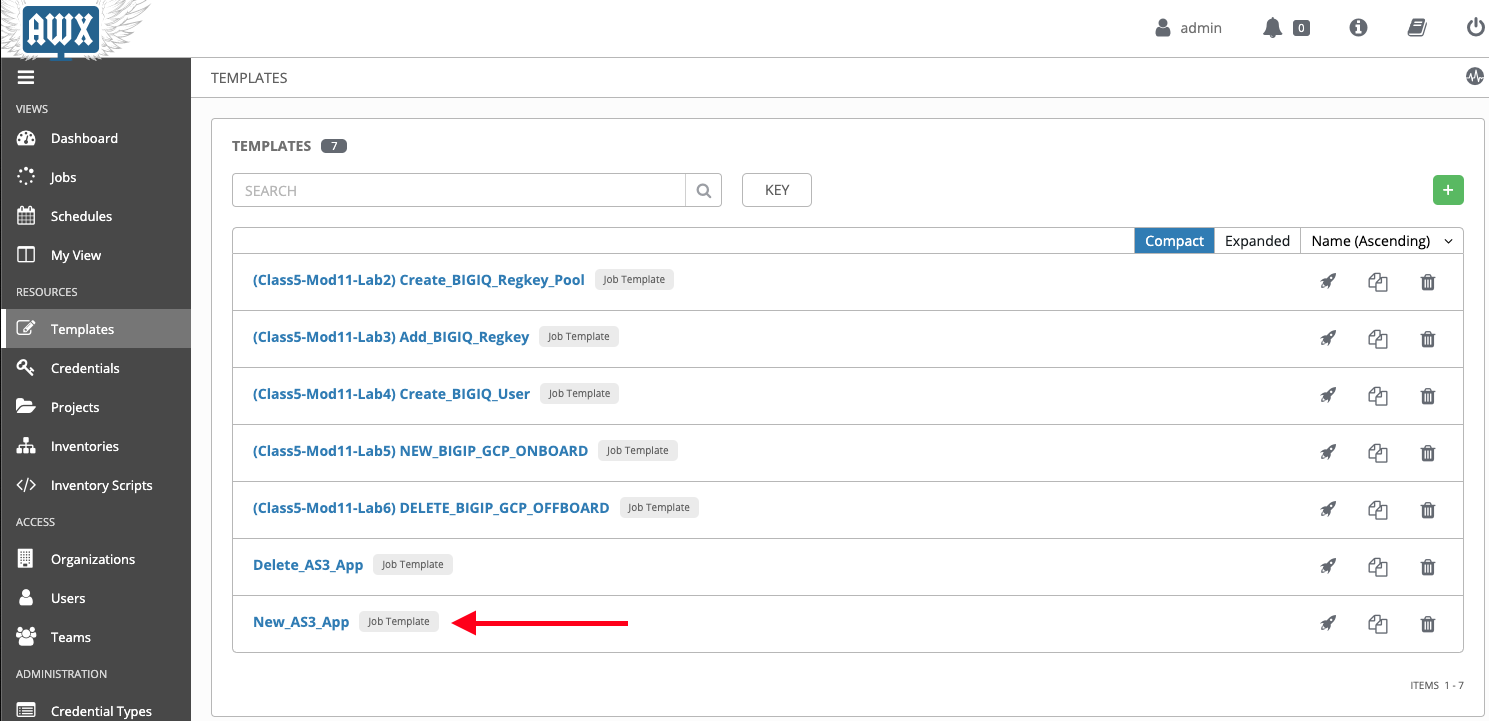 AWX
admin
0
TEMPLATES
VIEWS
Dashboard
Jobs
Schedules
My View
RESOURCES
Templates
Credentials
Projects
Inventories
Inventory Scripts
ACCESS
Organizations
Users
Teams
ADMINISTRATION
Credential Types
TEMPLATES 7
SEARCH
KEY
+
Compact Expanded Name (Ascending)
(Class5-Mod11-Lab2) Create_BIGIQ_Regkey_Pool Job Template
(Class5-Mod11-Lab3) Add_BIGIQ_Regkey Job Template
(Class5-Mod11-Lab4) Create_BIGIQ_User Job Template
(Class5-Mod11-Lab5) NEW_BIGIP_GCP_ONBOARD Job Template
(Class5-Mod11-Lab6) DELETE_BIGIP_GCP_OFFBOARD Job Template
Delete_AS3_App Job Template
New_AS3_App Job Template
ITEMS 1 - 7